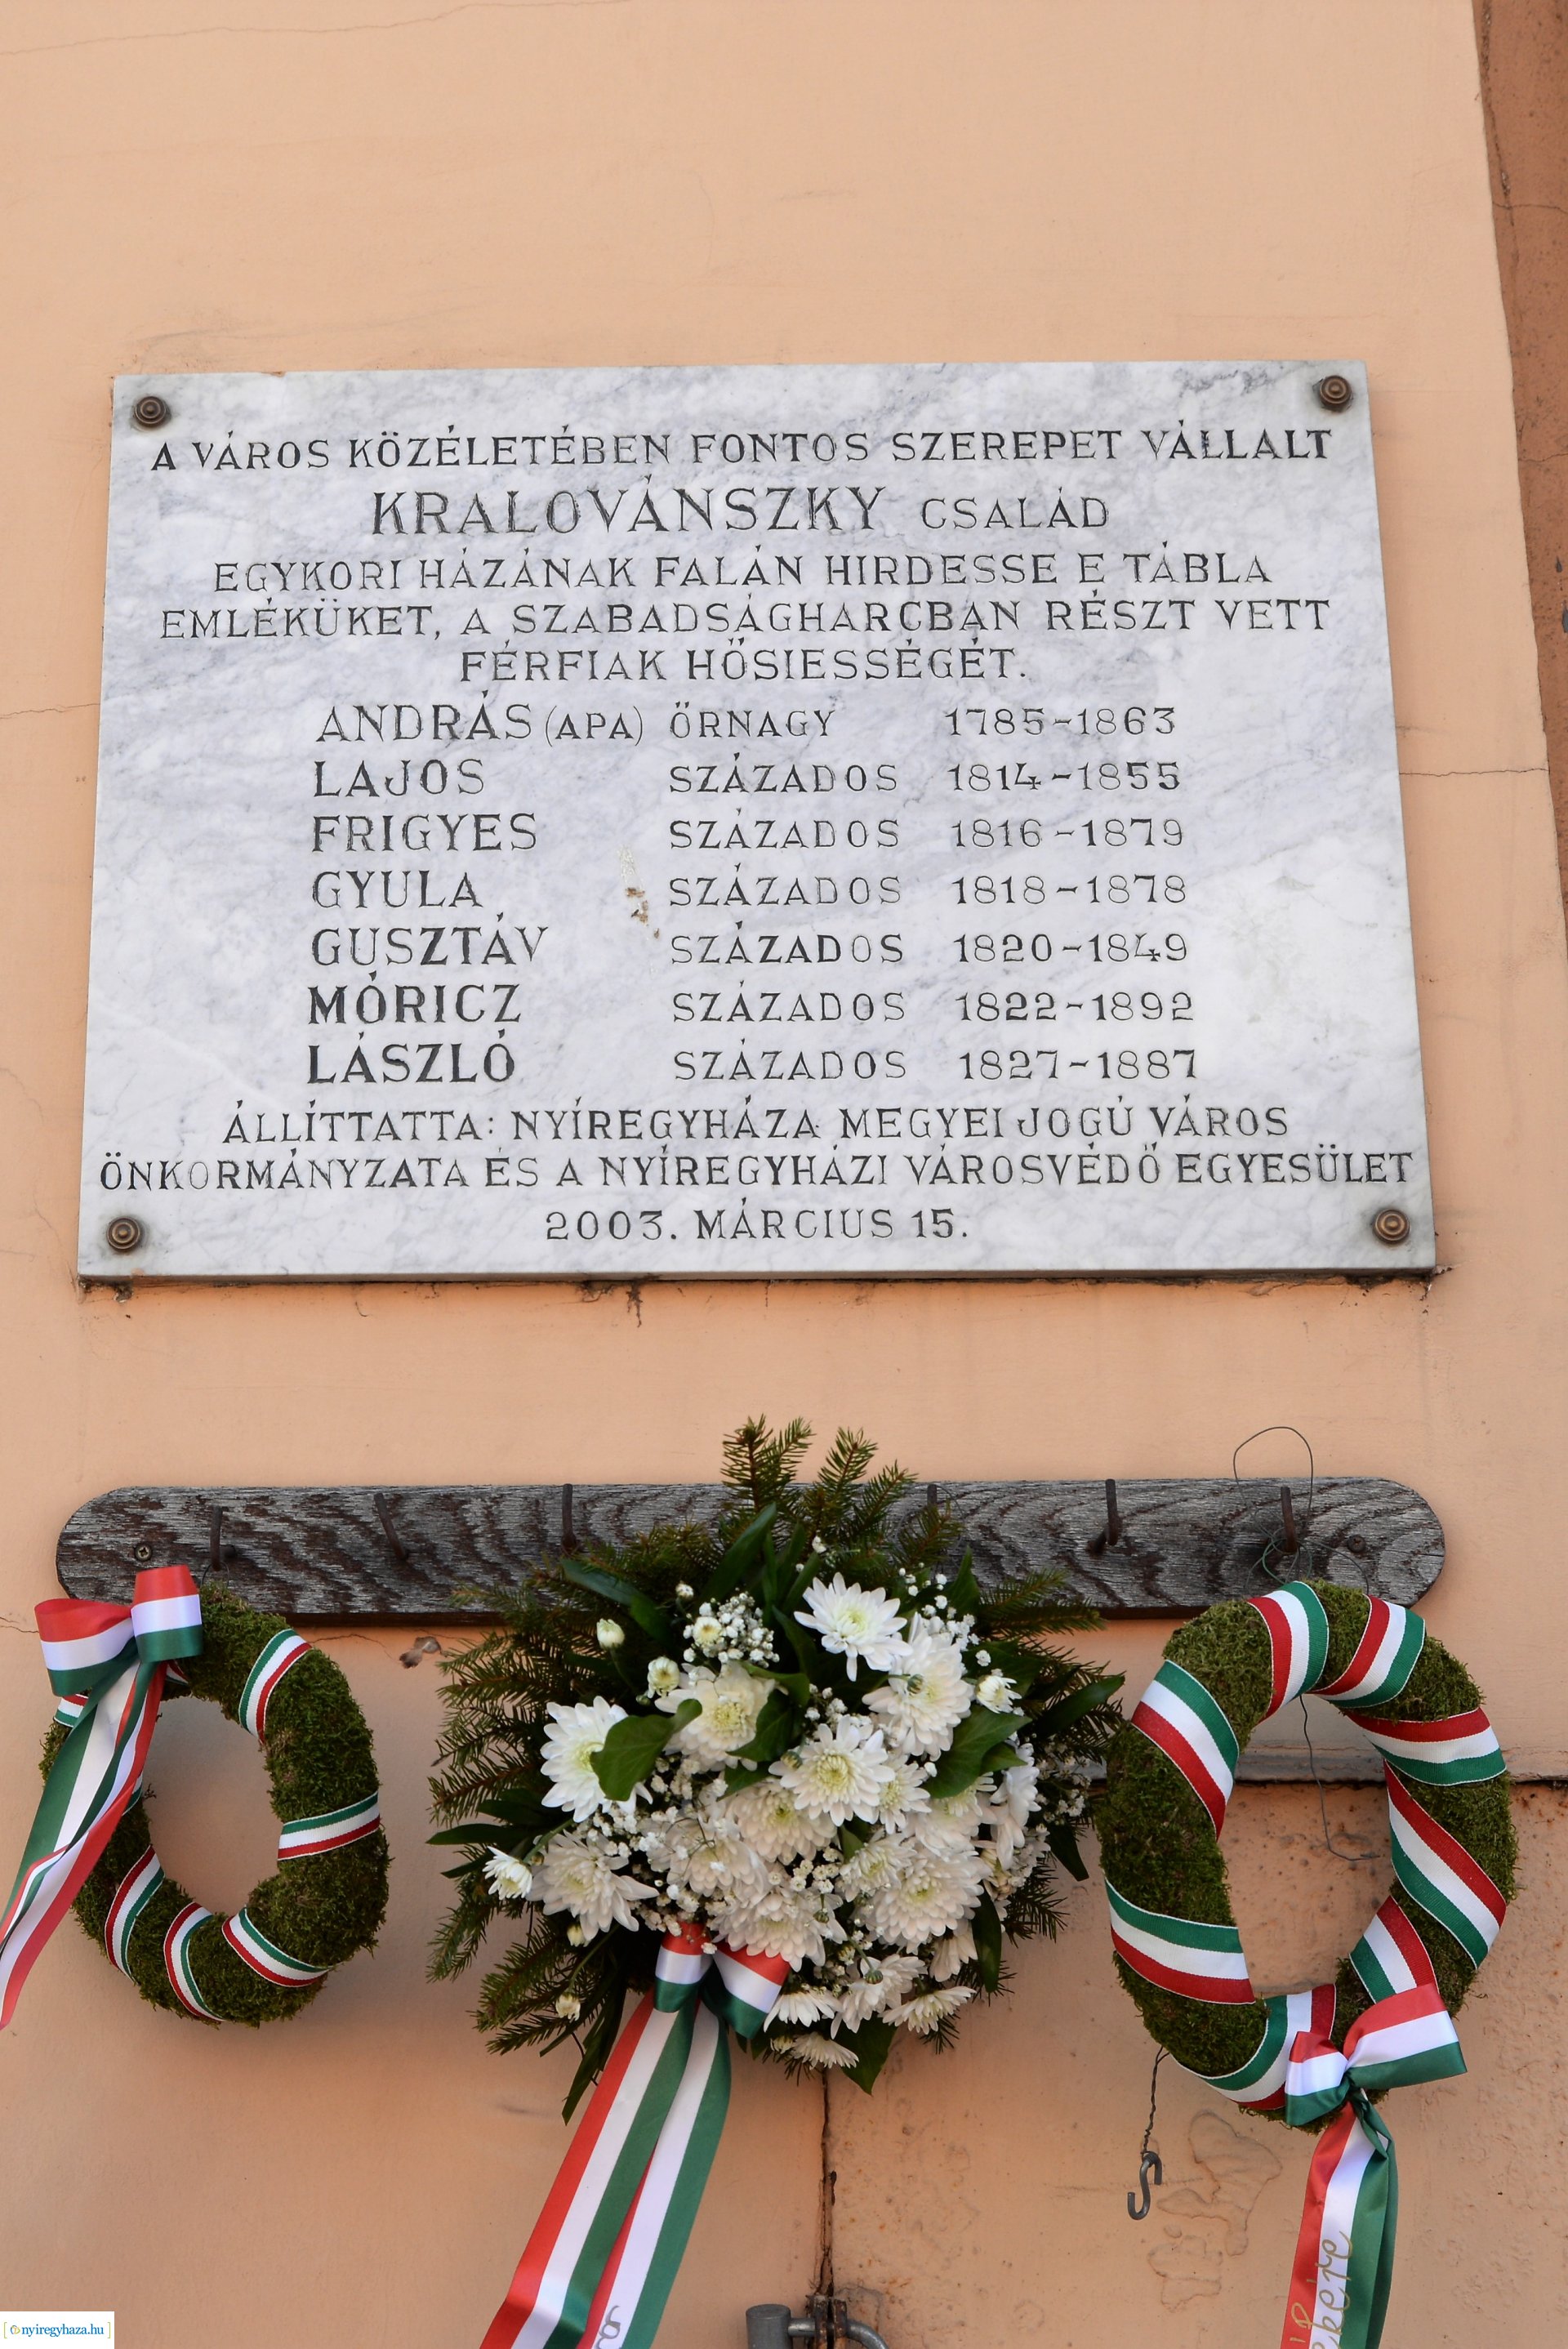 A VÁROS KÖZÉLETÉBEN FONTOS SZEREPET VÁLLALT
KRALOVÁNSZKY CSALÁD
EGYKORI HÁZÁNAK FALÁN HIRDESSE E TÁBLA
EMLÉKÜKET, A SZABADSÁGHARCBAN RÉSZT VETT
FÉRFIAK HŐSIESSÉGÉT.
ANDRÁS (APA) ŐRNAGY 1785-1863
LAJOS SZÁZADOS 1814-1855
FRIGYES SZÁZADOS 1816-1879
GYULA SZÁZADOS 1818-1878
GUSZTÁV SZÁZADOS 1820-1849
MÓRICZ SZÁZADOS 1822-1892
LÁSZLÓ SZÁZADOS 1827-1887
ÁLLÍTTATTA: NYÍREGYHÁZA MEGYEI JOGÚ VÁROS
ÖNKORMÁNYZATA ÉS A NYÍREGYHÁZI VÁROSVÉDŐ EGYESÜLET
2003. MÁRCIUS 15.
nyiregyhaza.hu